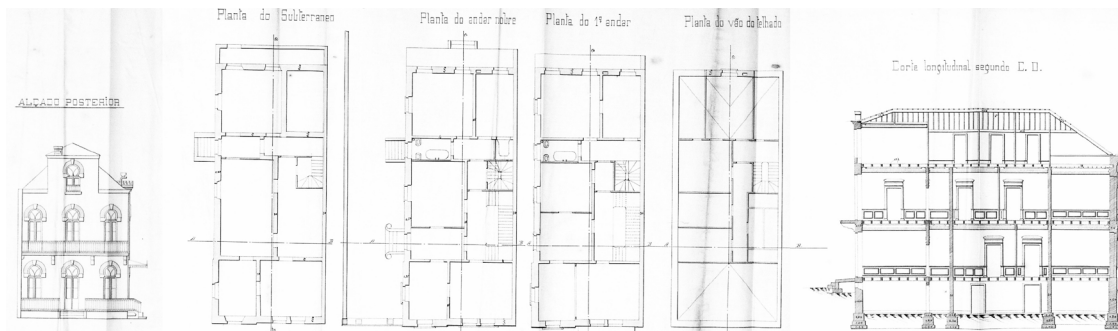 ALÇADO POSTERIOR
Planta do Subterraneo
Planta do andar nobre
Planta do 1º andar
Planta do vão do telhado
Corte longitudinal segundo C. D.